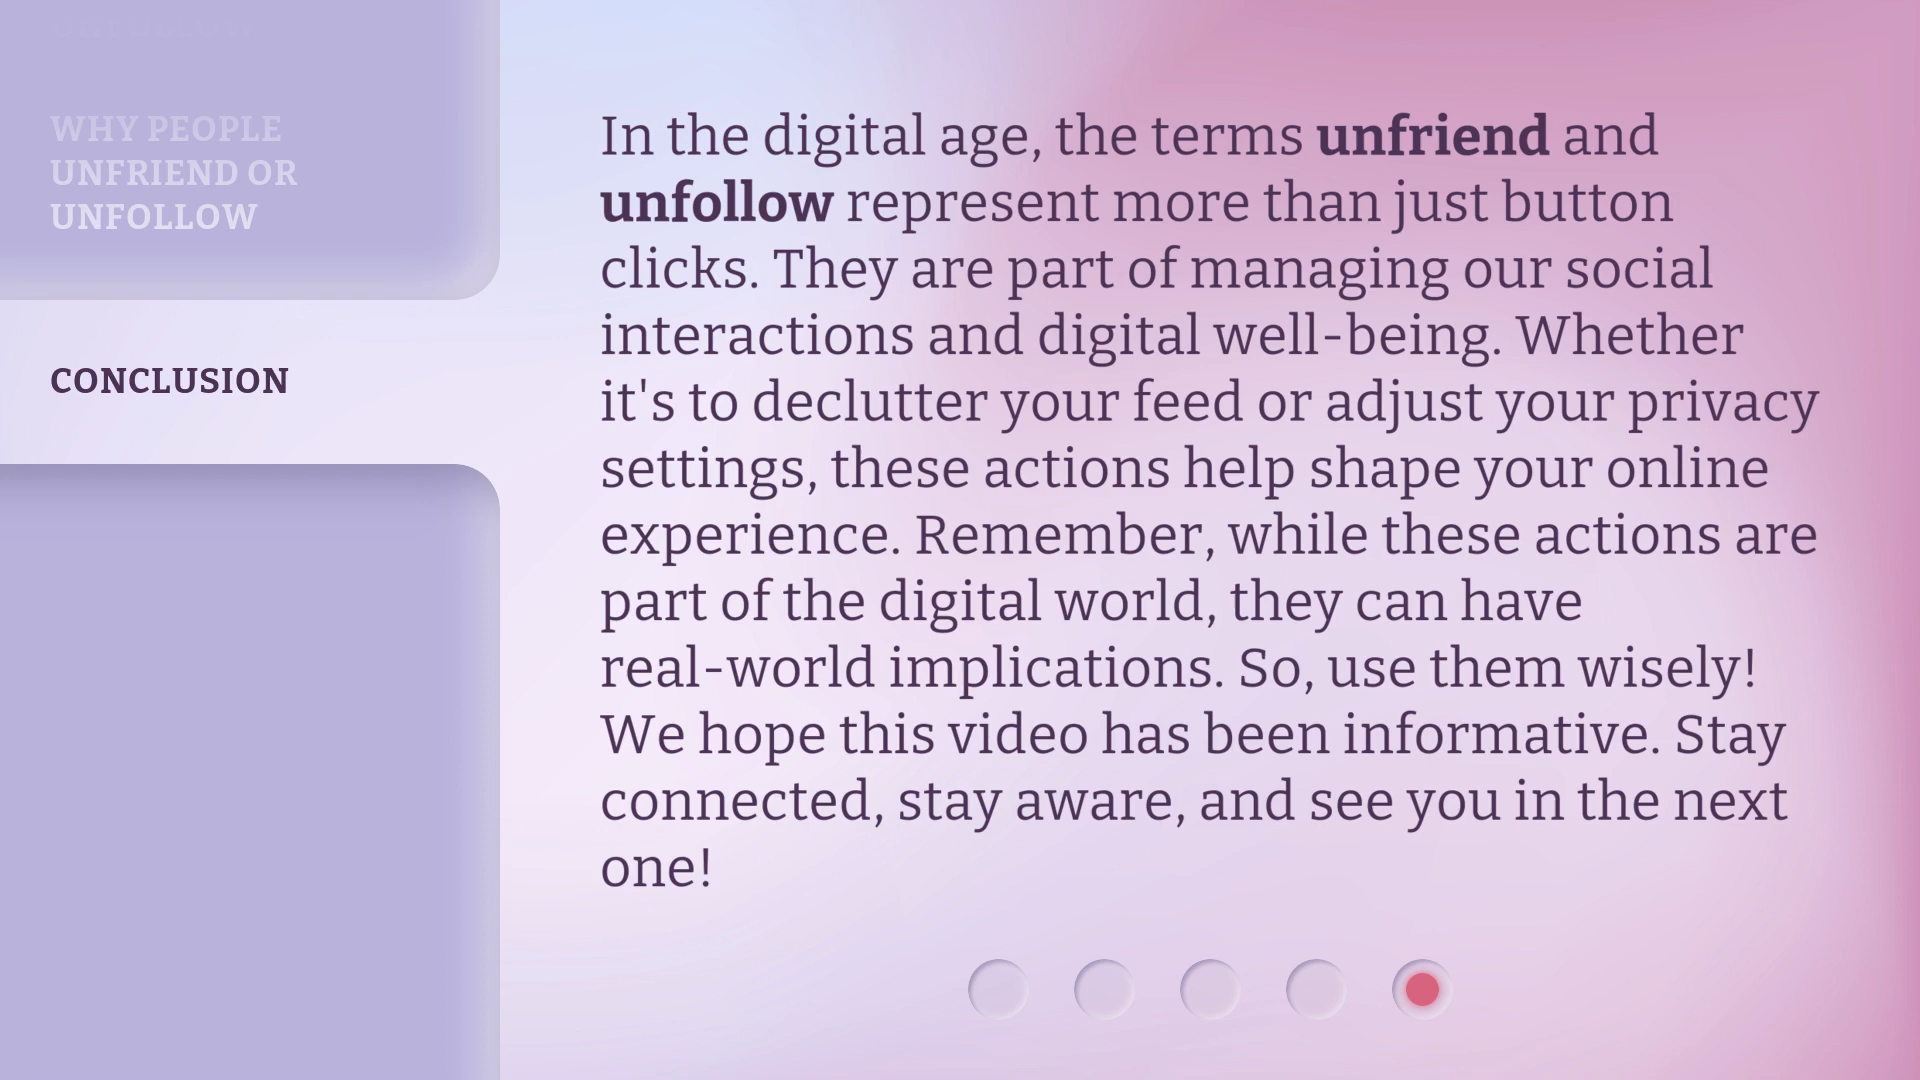 WHY PEOPLE
UNFRIEND OR
UNFOLLOW
CONCLUSION
In the digital age, the terms unfriend and
unfollow represent more than just button
clicks. They are part of managing our social
interactions and digital well-being. Whether
it's to declutter your feed or adjust your privacy
settings, these actions help shape your online
experience. Remember, while these actions are
part of the digital world, they can have
real-world implications. So, use them wisely!
We hope this video has been informative. Stay
connected, stay aware, and see you in the next
one!